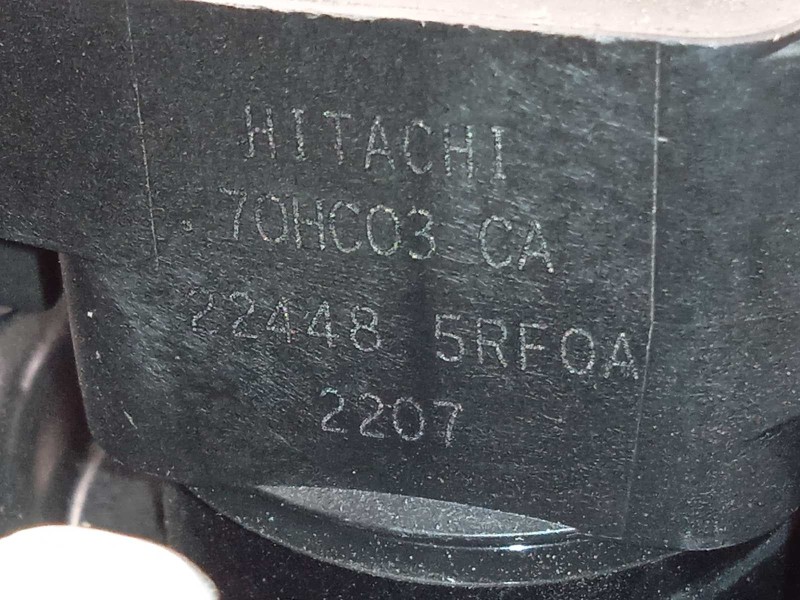 HITACHI
.70HC03 CA
22448 5RF0A
2207